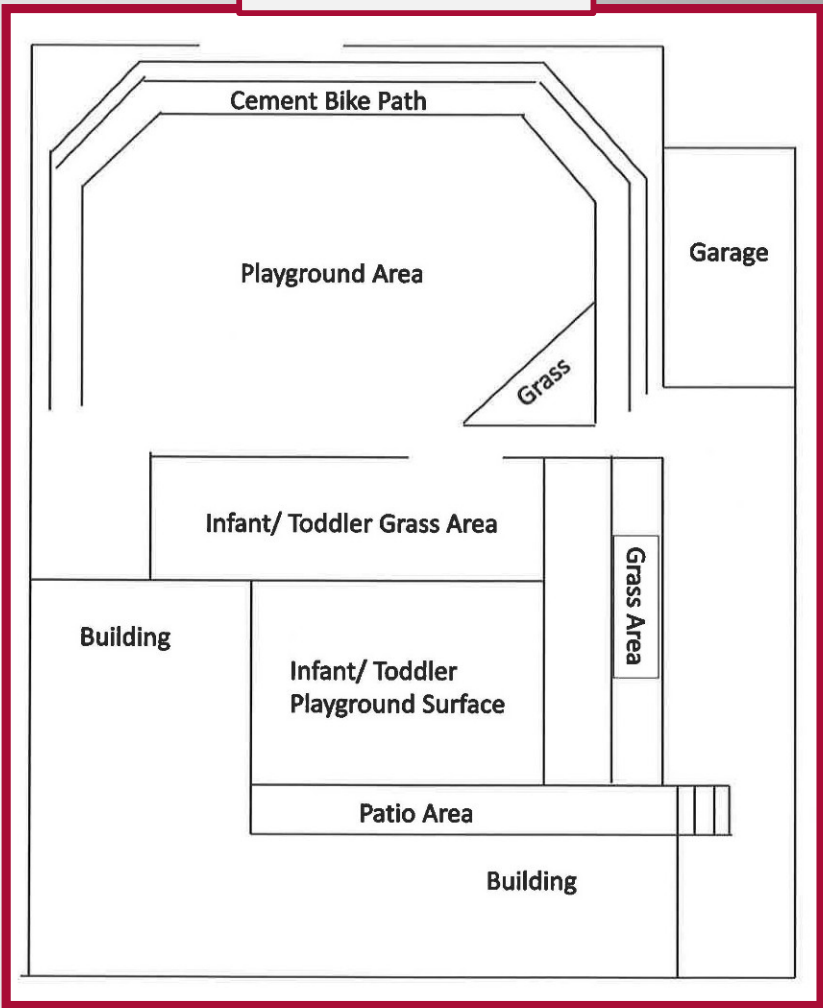 Cement Bike Path
Garage
Playground Area
Grass
Infant/ Toddler Grass Area
Grass Area
Building
Infant/ Toddler
Playground Surface
Patio Area
Building